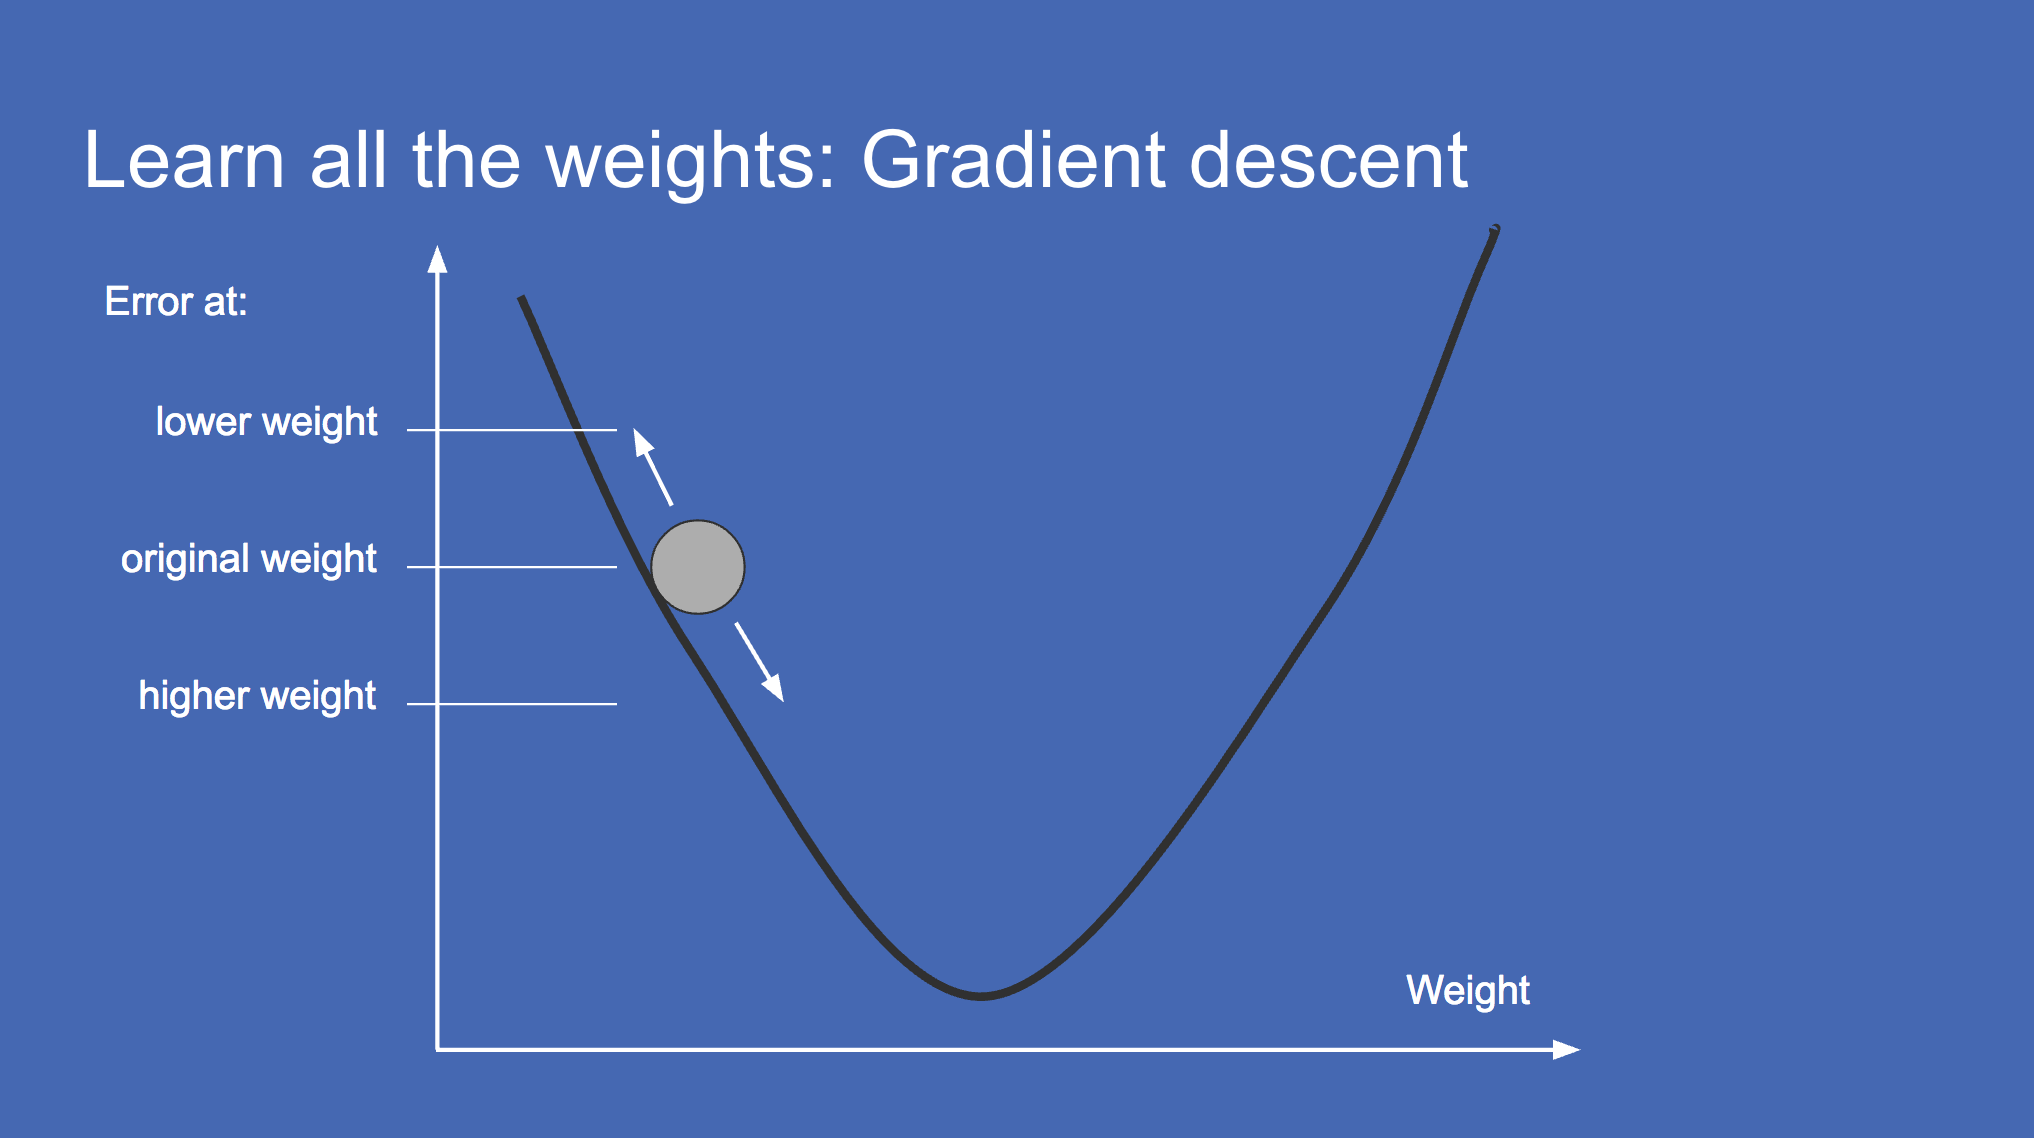 Learn all the weights: Gradient descent
Error at:
lower weight
original weight
higher weight
Weight